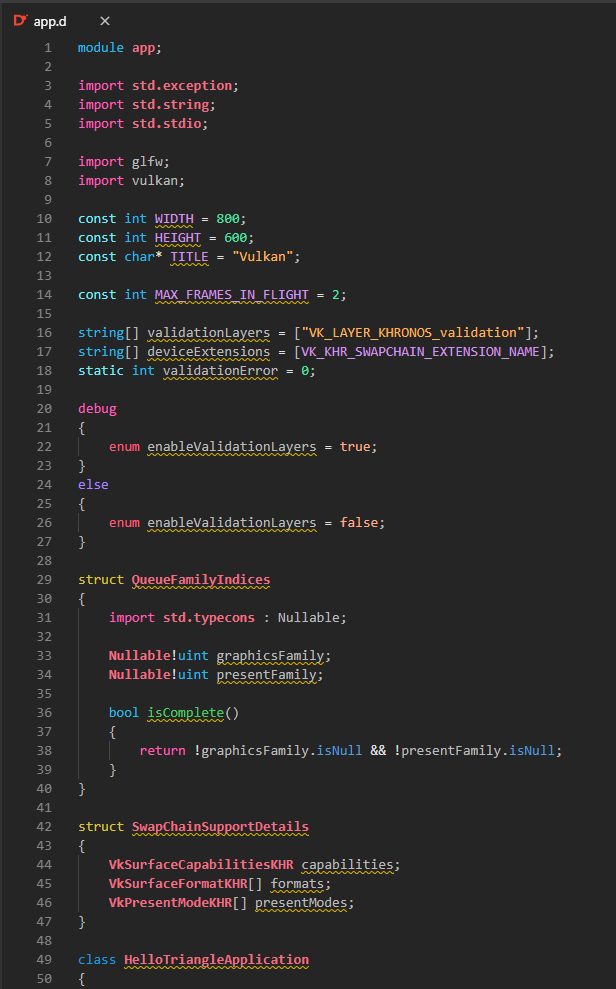 app.d ×
1 module app;
2
3 import std.exception;
4 import std.string;
5 import std.stdio;
6
7 import glfw;
8 import vulkan;
9
10 const int WIDTH = 800;
11 const int HEIGHT = 600;
12 const char* TITLE = "Vulkan";
13
14 const int MAX_FRAMES_IN_FLIGHT = 2;
15
16 string[] validationLayers = ["VK_LAYER_KHRONOS_validation"];
17 string[] deviceExtensions = [VK_KHR_SWAPCHAIN_EXTENSION_NAME];
18 static int validationError = 0;
19
20 debug
21 {
22     enum enableValidationLayers = true;
23 }
24 else
25 {
26     enum enableValidationLayers = false;
27 }
28
29 struct QueueFamilyIndices
30 {
31     import std.typecons : Nullable;
32
33     Nullable!uint graphicsFamily;
34     Nullable!uint presentFamily;
35
36     bool isComplete()
37     {
38         return !graphicsFamily.isNull && !presentFamily.isNull;
39     }
40 }
41
42 struct SwapChainSupportDetails
43 {
44     VkSurfaceCapabilitiesKHR capabilities;
45     VkSurfaceFormatKHR[] formats;
46     VkPresentModeKHR[] presentModes;
47 }
48
49 class HelloTriangleApplication
50 {